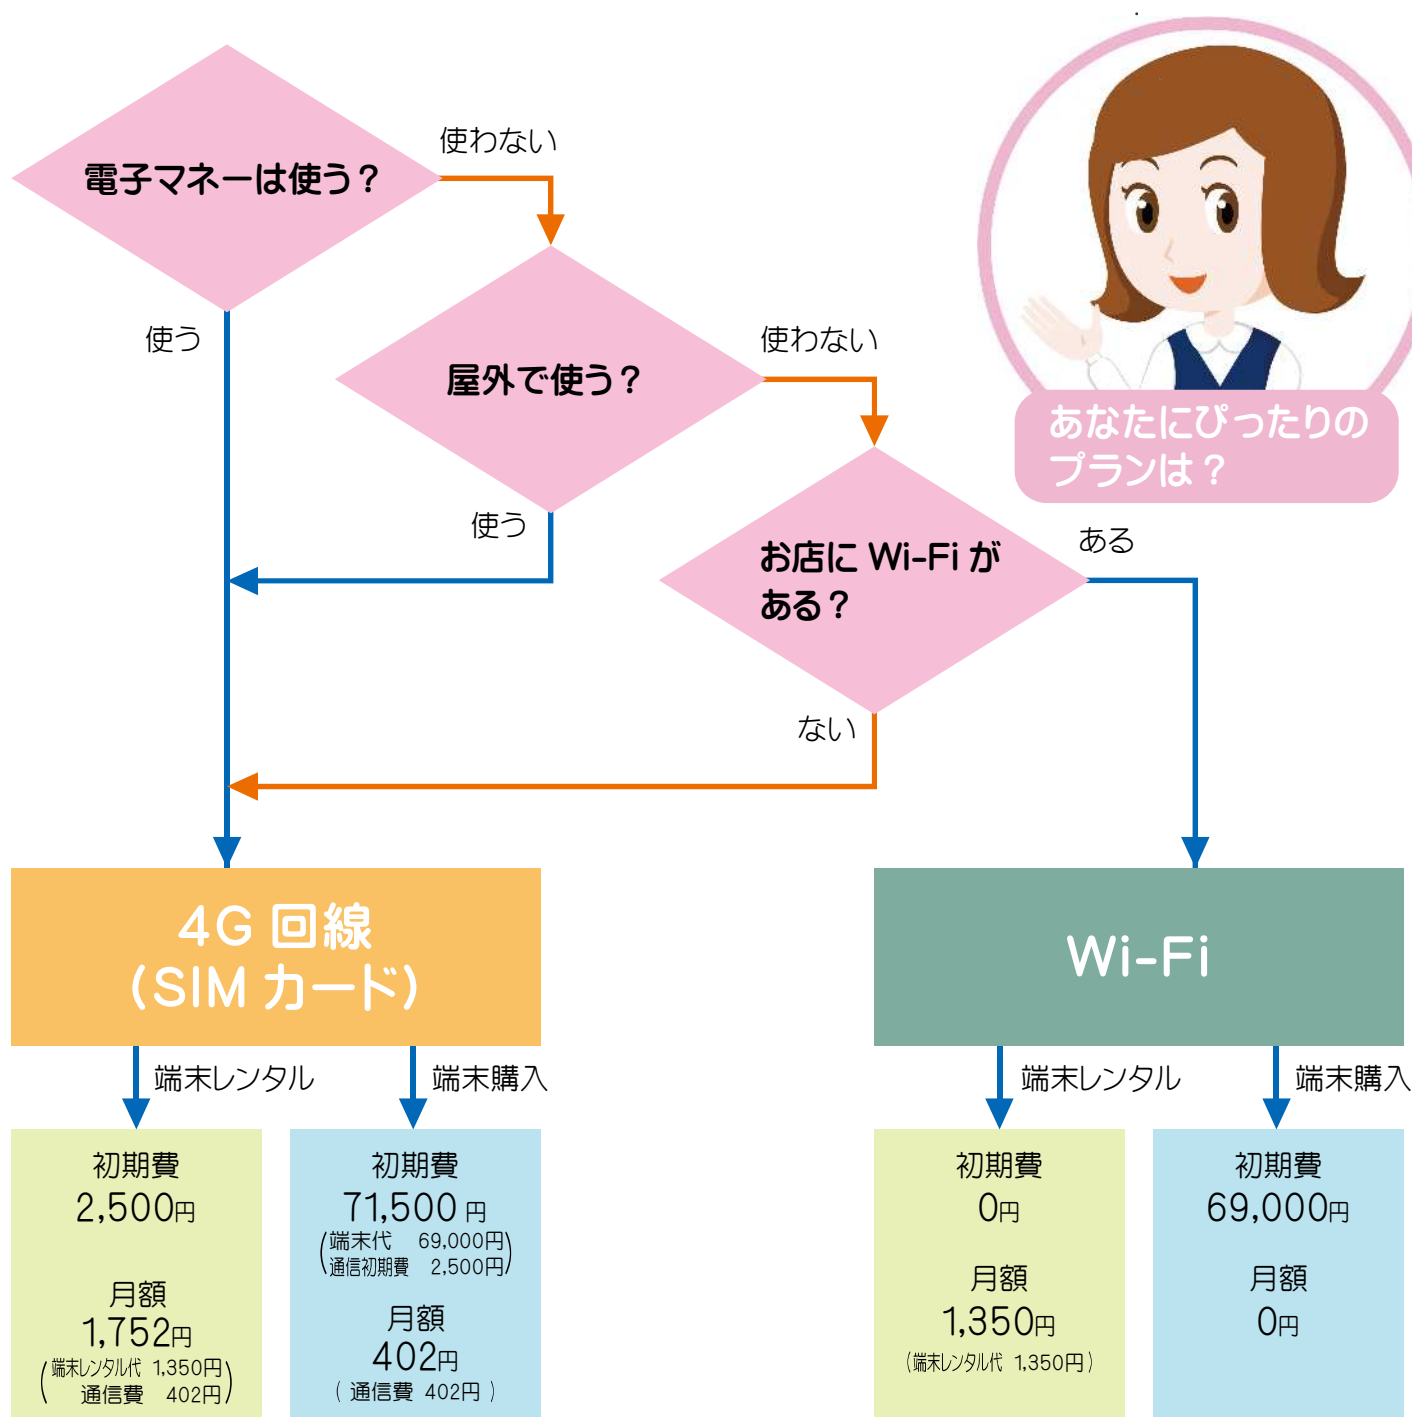 電子マネーは使う？
使わない
使う
屋外で使う？
使わない
使う
お店に Wi-Fi が
ある？
ある
ない
あなたにぴったりの
プランは？
4G 回線
(SIM カード)
端末レンタル
端末購入
初期費
2,500円
月額
1,752円
(端末レンタル代 1,350円
通信費 402円)
初期費
71,500 円
(端末代 69,000円
通信初期費 2,500円)
月額
402円
( 通信費 402円 )
Wi-Fi
端末レンタル
端末購入
初期費
0円
月額
1,350円
(端末レンタル代 1,350円)
初期費
69,000円
月額
0円